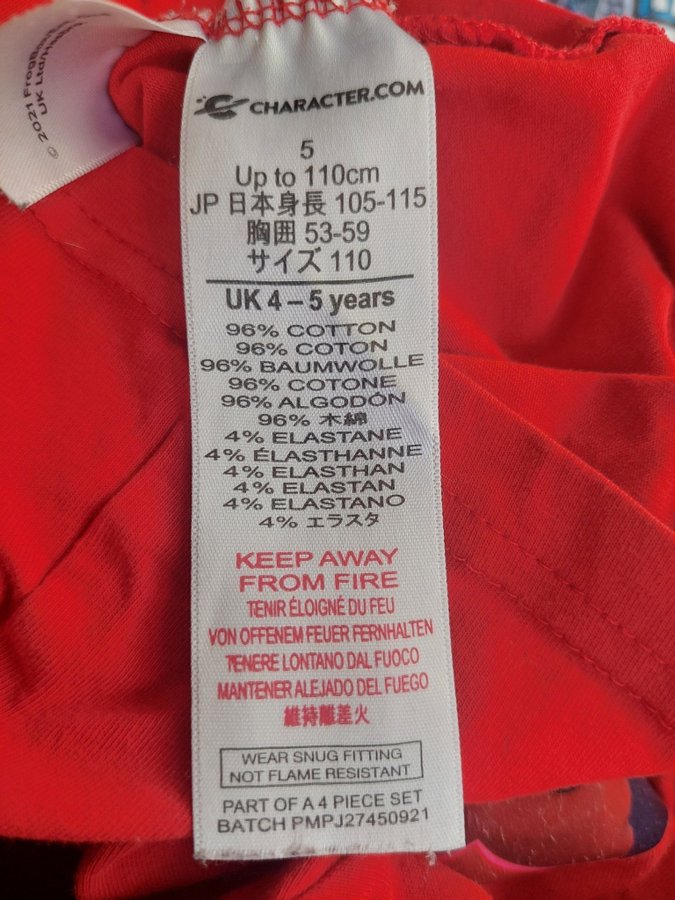 © 2021 FrogBox
UK Ltd/
CHARACTER.COM
5
Up to 110cm
JP 日本身長 105-115
胸囲 53-59
サイズ 110
UK 4 – 5 years
96% COTTON
96% COTON
96% BAUMWOLLE
96% COTONE
96% ALGODÓN
96% 木綿
4% ELASTANE
4% ÉLASTHANNE
4% ELASTHAN
4% ELASTAN
4% ELASTANO
4% エラスタ
KEEP AWAY
FROM FIRE
TENIR ÉLOIGNÉ DU FEU
VON OFFENEM FEUER FERNHALTEN
TENERE LONTANO DAL FUOCO
MANTENER ALEJADO DEL FUEGO
維持離差火
WEAR SNUG FITTING
NOT FLAME RESISTANT
PART OF A 4 PIECE SET
BATCH PMPJ27450921